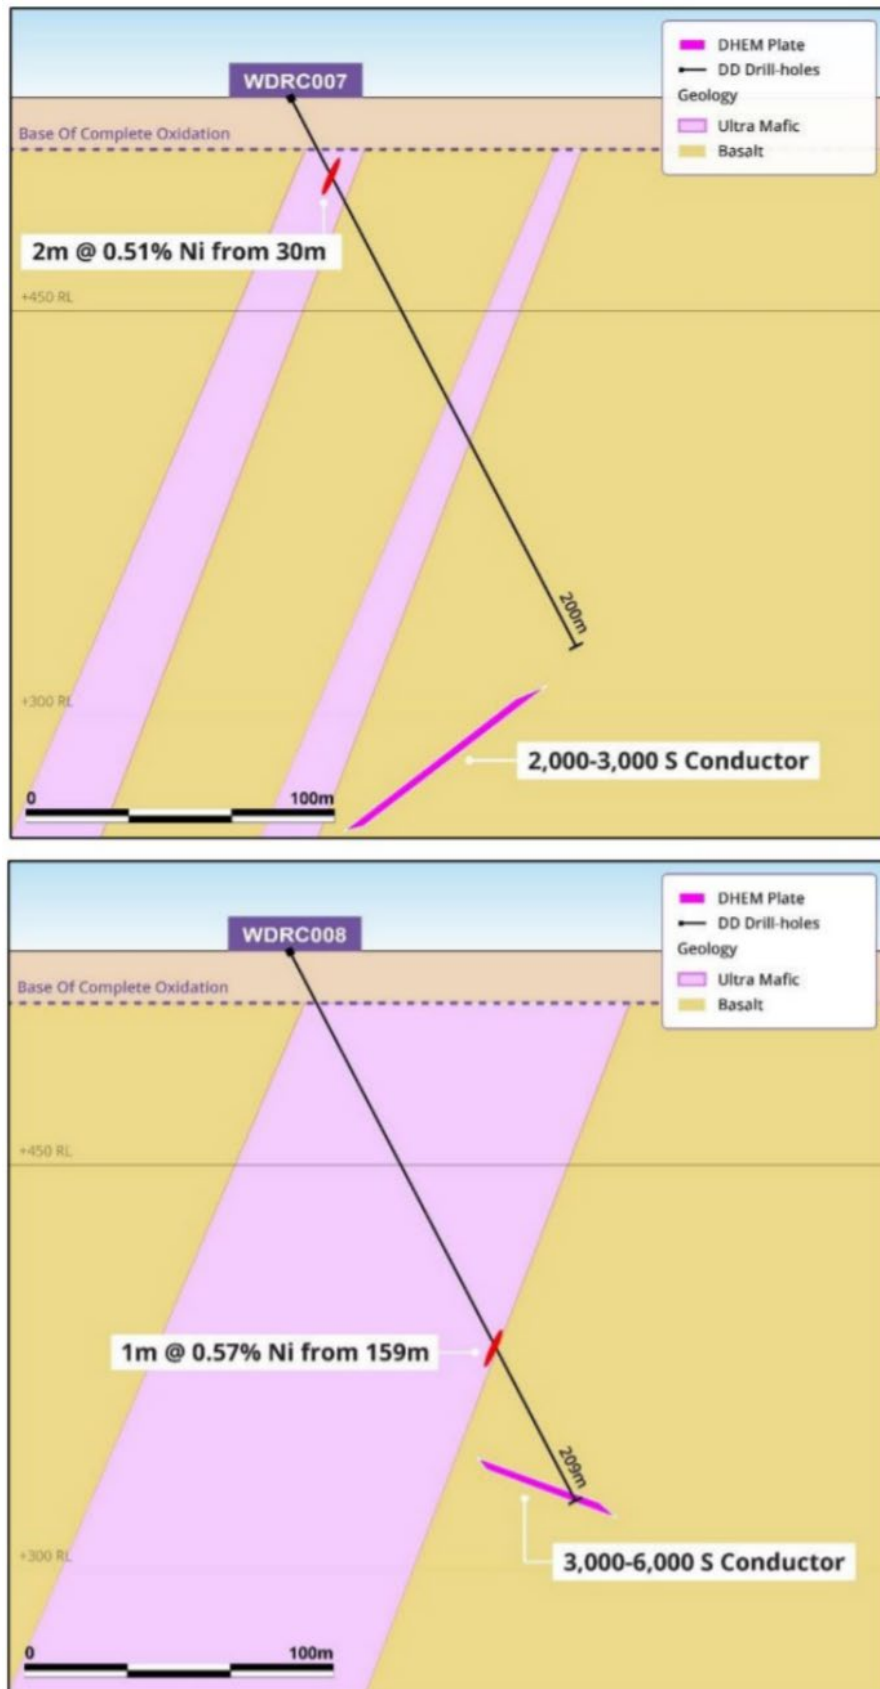 WDRC007
DHEM Plate
DD Drill-holes
Geology
Ultra Mafic
Basalt
Base Of Complete Oxidation
2m @ 0.51% Ni from 30m
+450 RL
200m
+300 RL
2,000-3,000 S Conductor
0 100m
WDRC008
DHEM Plate
DD Drill-holes
Geology
Ultra Mafic
Basalt
Base Of Complete Oxidation
+450 RL
1m @ 0.57% Ni from 159m
209m
+300 RL
3,000-6,000 S Conductor
0 100m